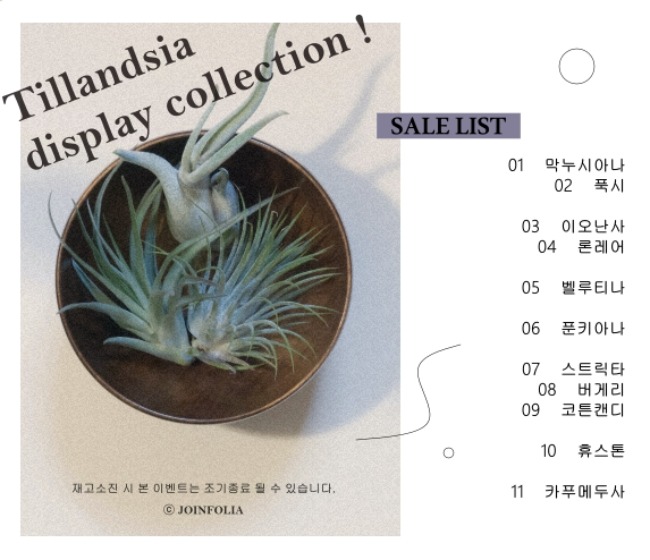 Tillandsia
display collection !
SALE LIST
01 막누시아나
02 푹시
03 이오난사
04 론레어
05 벨루티나
06 푼키아나
07 스트릭타
08 버게리
09 코튼캔디
10 휴스톤
11 카푸메두사
재고소진 시 본 이벤트는 조기종료 될 수 있습니다.
ⓒ JOINFOLIA